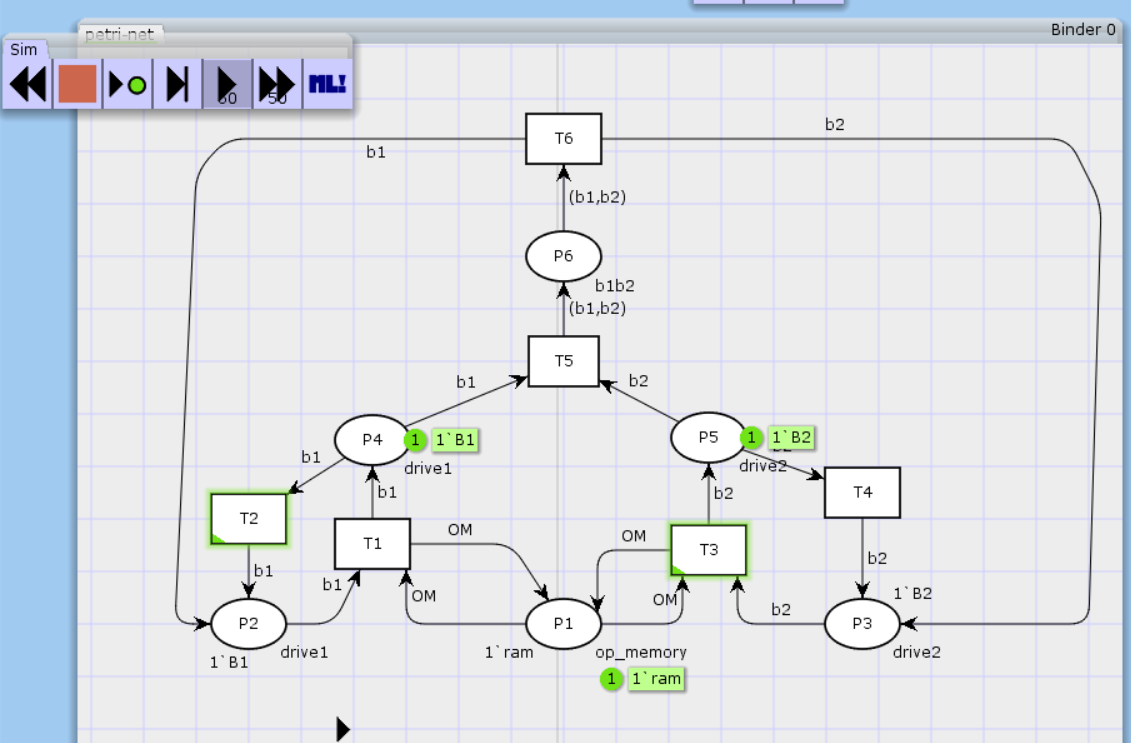 petri-net
Binder 0
Sim
60
50
ML!
T6
b2
b1
(b1,b2)
P6
b1b2
(b1,b2)
T5
b1
b2
P4
1
1`B1
P5
1
1`B2
drive1
drive2
b2
b1
T2
b1
b2
T4
T1
OM
OM
T3
b1
b1
OM
OM
b2
b2
1`B2
P2
P1
P3
1`B1
drive1
1`ram
op_memory
drive2
1
1`ram